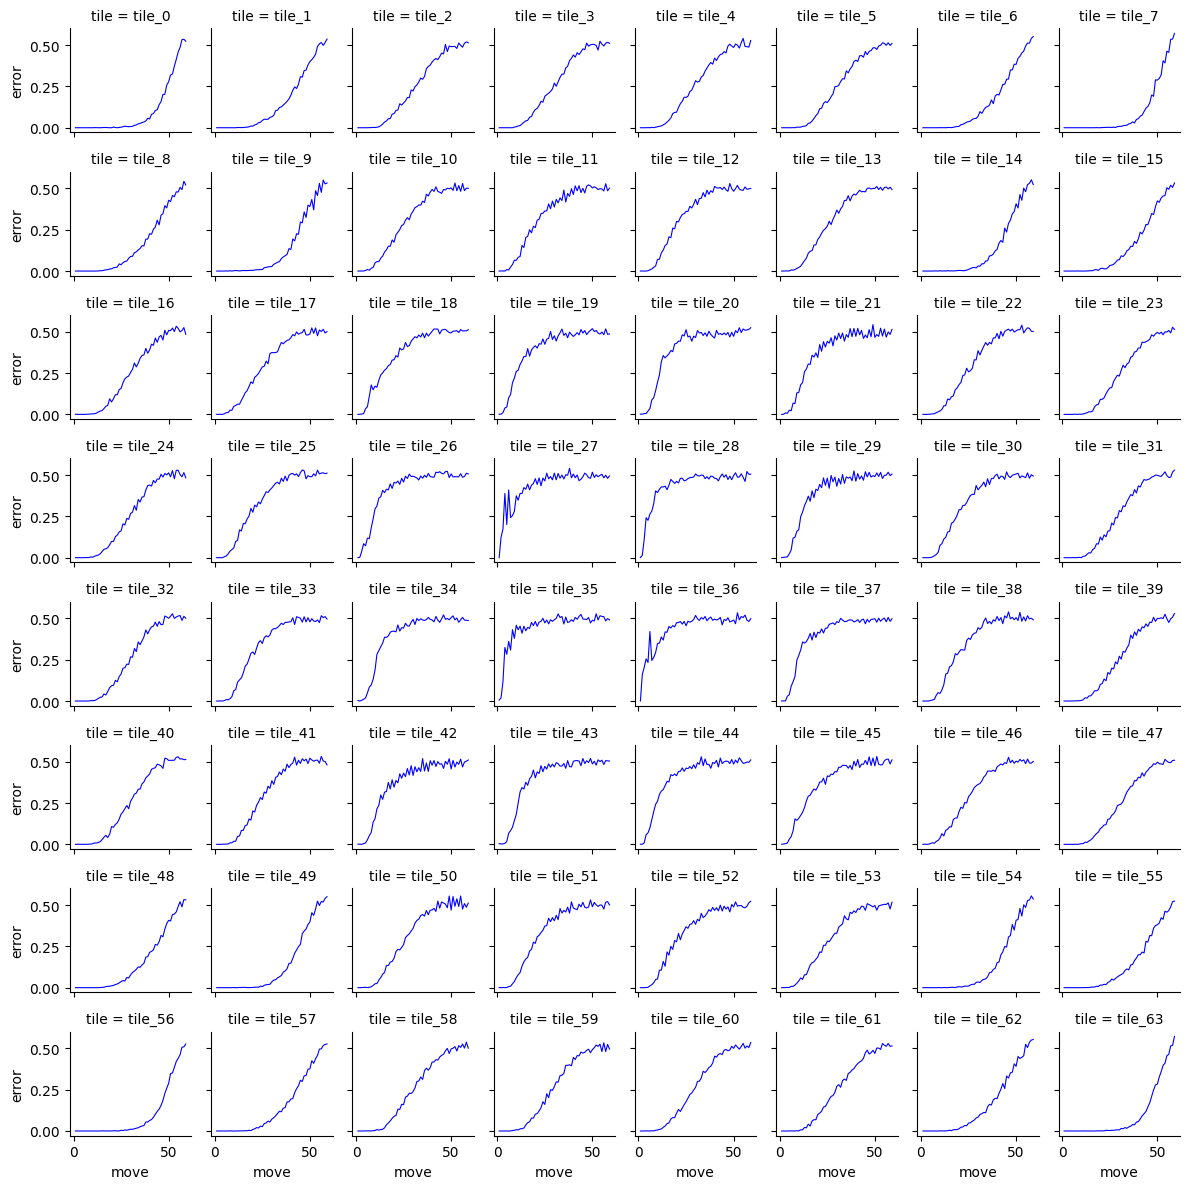 tile = tile_0 tile = tile_1 tile = tile_2 tile = tile_3 tile = tile_4 tile = tile_5 tile = tile_6 tile = tile_7
0.50
error
0.25
0.00
tile = tile_8 tile = tile_9 tile = tile_10 tile = tile_11 tile = tile_12 tile = tile_13 tile = tile_14 tile = tile_15
0.50
error
0.25
0.00
tile = tile_16 tile = tile_17 tile = tile_18 tile = tile_19 tile = tile_20 tile = tile_21 tile = tile_22 tile = tile_23
0.50
error
0.25
0.00
tile = tile_24 tile = tile_25 tile = tile_26 tile = tile_27 tile = tile_28 tile = tile_29 tile = tile_30 tile = tile_31
0.50
error
0.25
0.00
tile = tile_32 tile = tile_33 tile = tile_34 tile = tile_35 tile = tile_36 tile = tile_37 tile = tile_38 tile = tile_39
0.50
error
0.25
0.00
tile = tile_40 tile = tile_41 tile = tile_42 tile = tile_43 tile = tile_44 tile = tile_45 tile = tile_46 tile = tile_47
0.50
error
0.25
0.00
tile = tile_48 tile = tile_49 tile = tile_50 tile = tile_51 tile = tile_52 tile = tile_53 tile = tile_54 tile = tile_55
0.50
error
0.25
0.00
tile = tile_56 tile = tile_57 tile = tile_58 tile = tile_59 tile = tile_60 tile = tile_61 tile = tile_62 tile = tile_63
0.50
error
0.25
0.00
0 50 0 50 0 50 0 50 0 50 0 50 0 50 0 50
move move move move move move move move